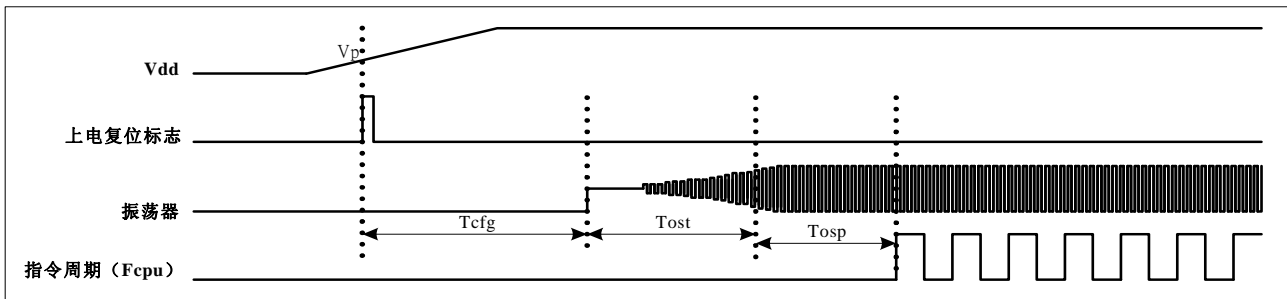 Vp
Vdd
上电复位标志
振荡器
Tcfg
Tost
Tosp
指令周期（Fcpu）